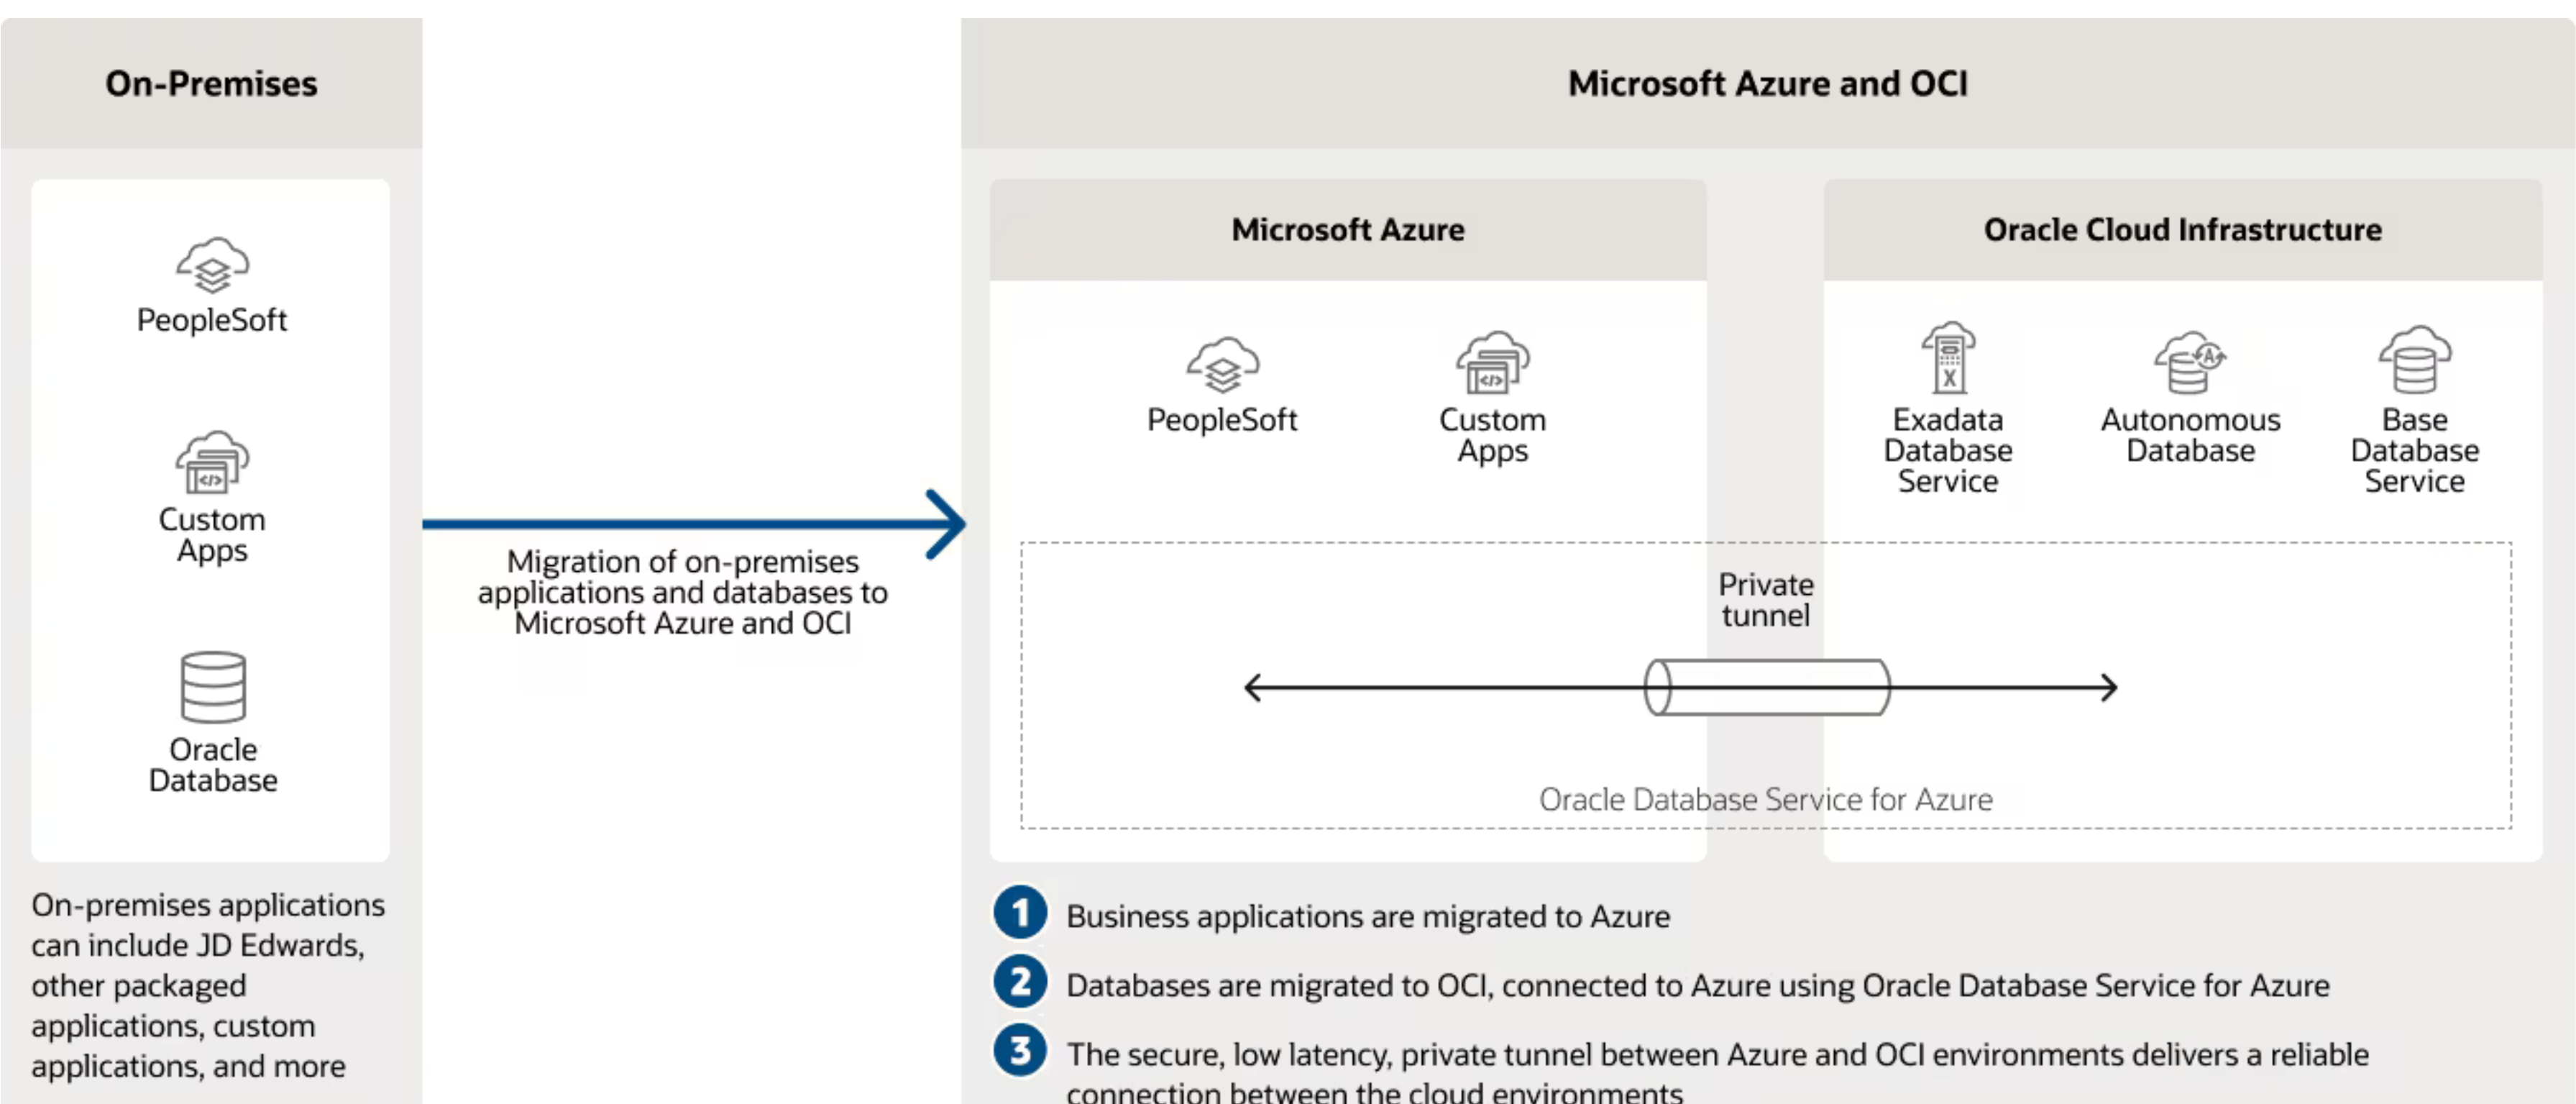 On-Premises
PeopleSoft
Custom
Apps
Oracle
Database
On-premises applications
can include JD Edwards,
other packaged
applications, custom
applications, and more
Migration of on-premises
applications and databases to
Microsoft Azure and OCI
Microsoft Azure and OCI
Microsoft Azure
PeopleSoft
Custom
Apps
Oracle Cloud Infrastructure
X
Exadata
Database
Service
A
Autonomous
Database
Base
Database
Service
Private
tunnel
Oracle Database Service for Azure
1 Business applications are migrated to Azure
2 Databases are migrated to OCI, connected to Azure using Oracle Database Service for Azure
3 The secure, low latency, private tunnel between Azure and OCI environments delivers a reliable
connection between the cloud environments